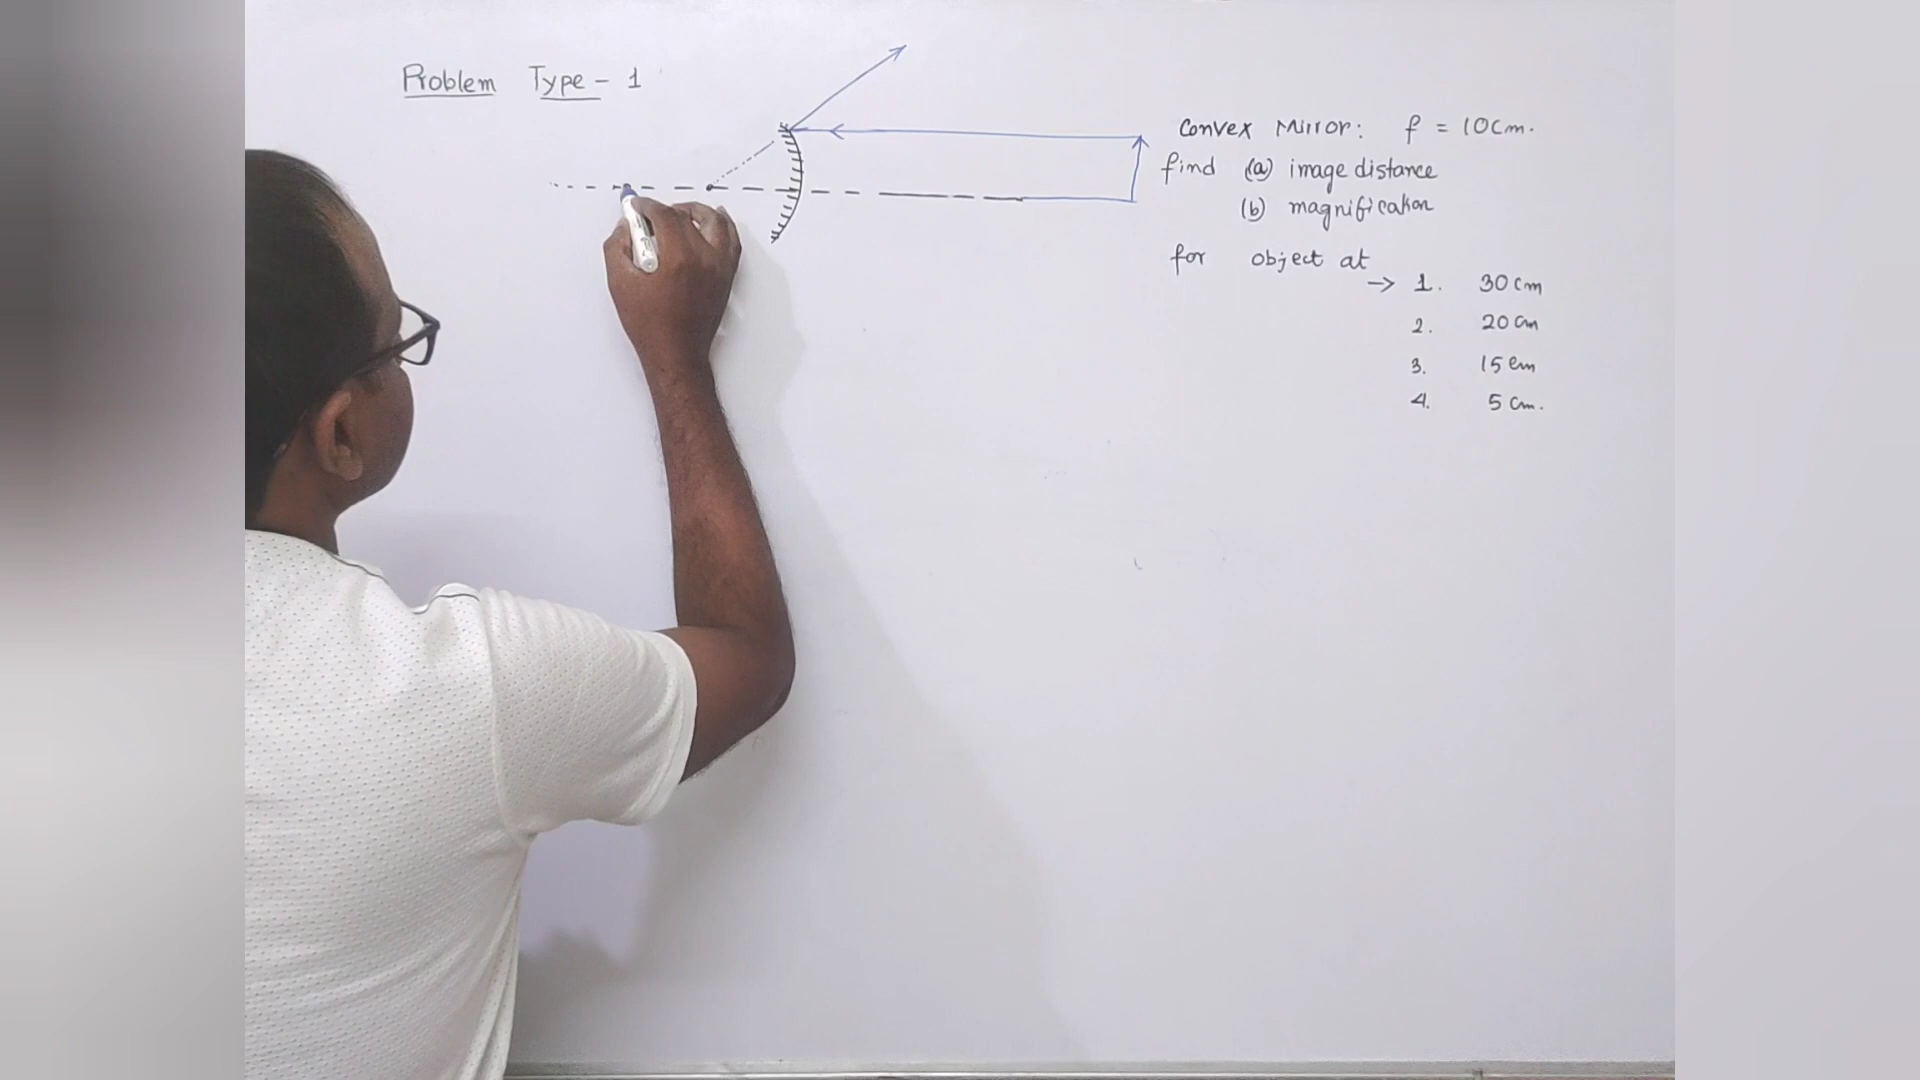 Problem Type - 1
Convex Mirror: f = 10cm.
find (a) image distance
(b) magnification
for object at
→ 1. 30 cm
2. 20 cm
3. 15 cm
4. 5 cm.